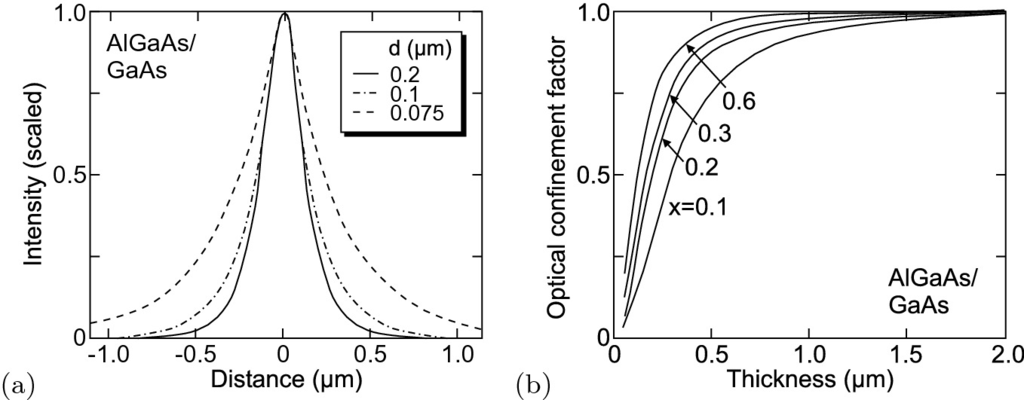 AlGaAs/
GaAs
d (µm)
0.2
0.1
0.075
1.0
0.5
0
-1.0
-0.5
0
0.5
1.0
Intensity (scaled)
Distance (µm)
(a)
1.0
0.5
0
0
0.5
1.0
1.5
2.0
0.6
0.3
0.2
x=0.1
AlGaAs/
GaAs
Optical confinement factor
Thickness (µm)
(b)